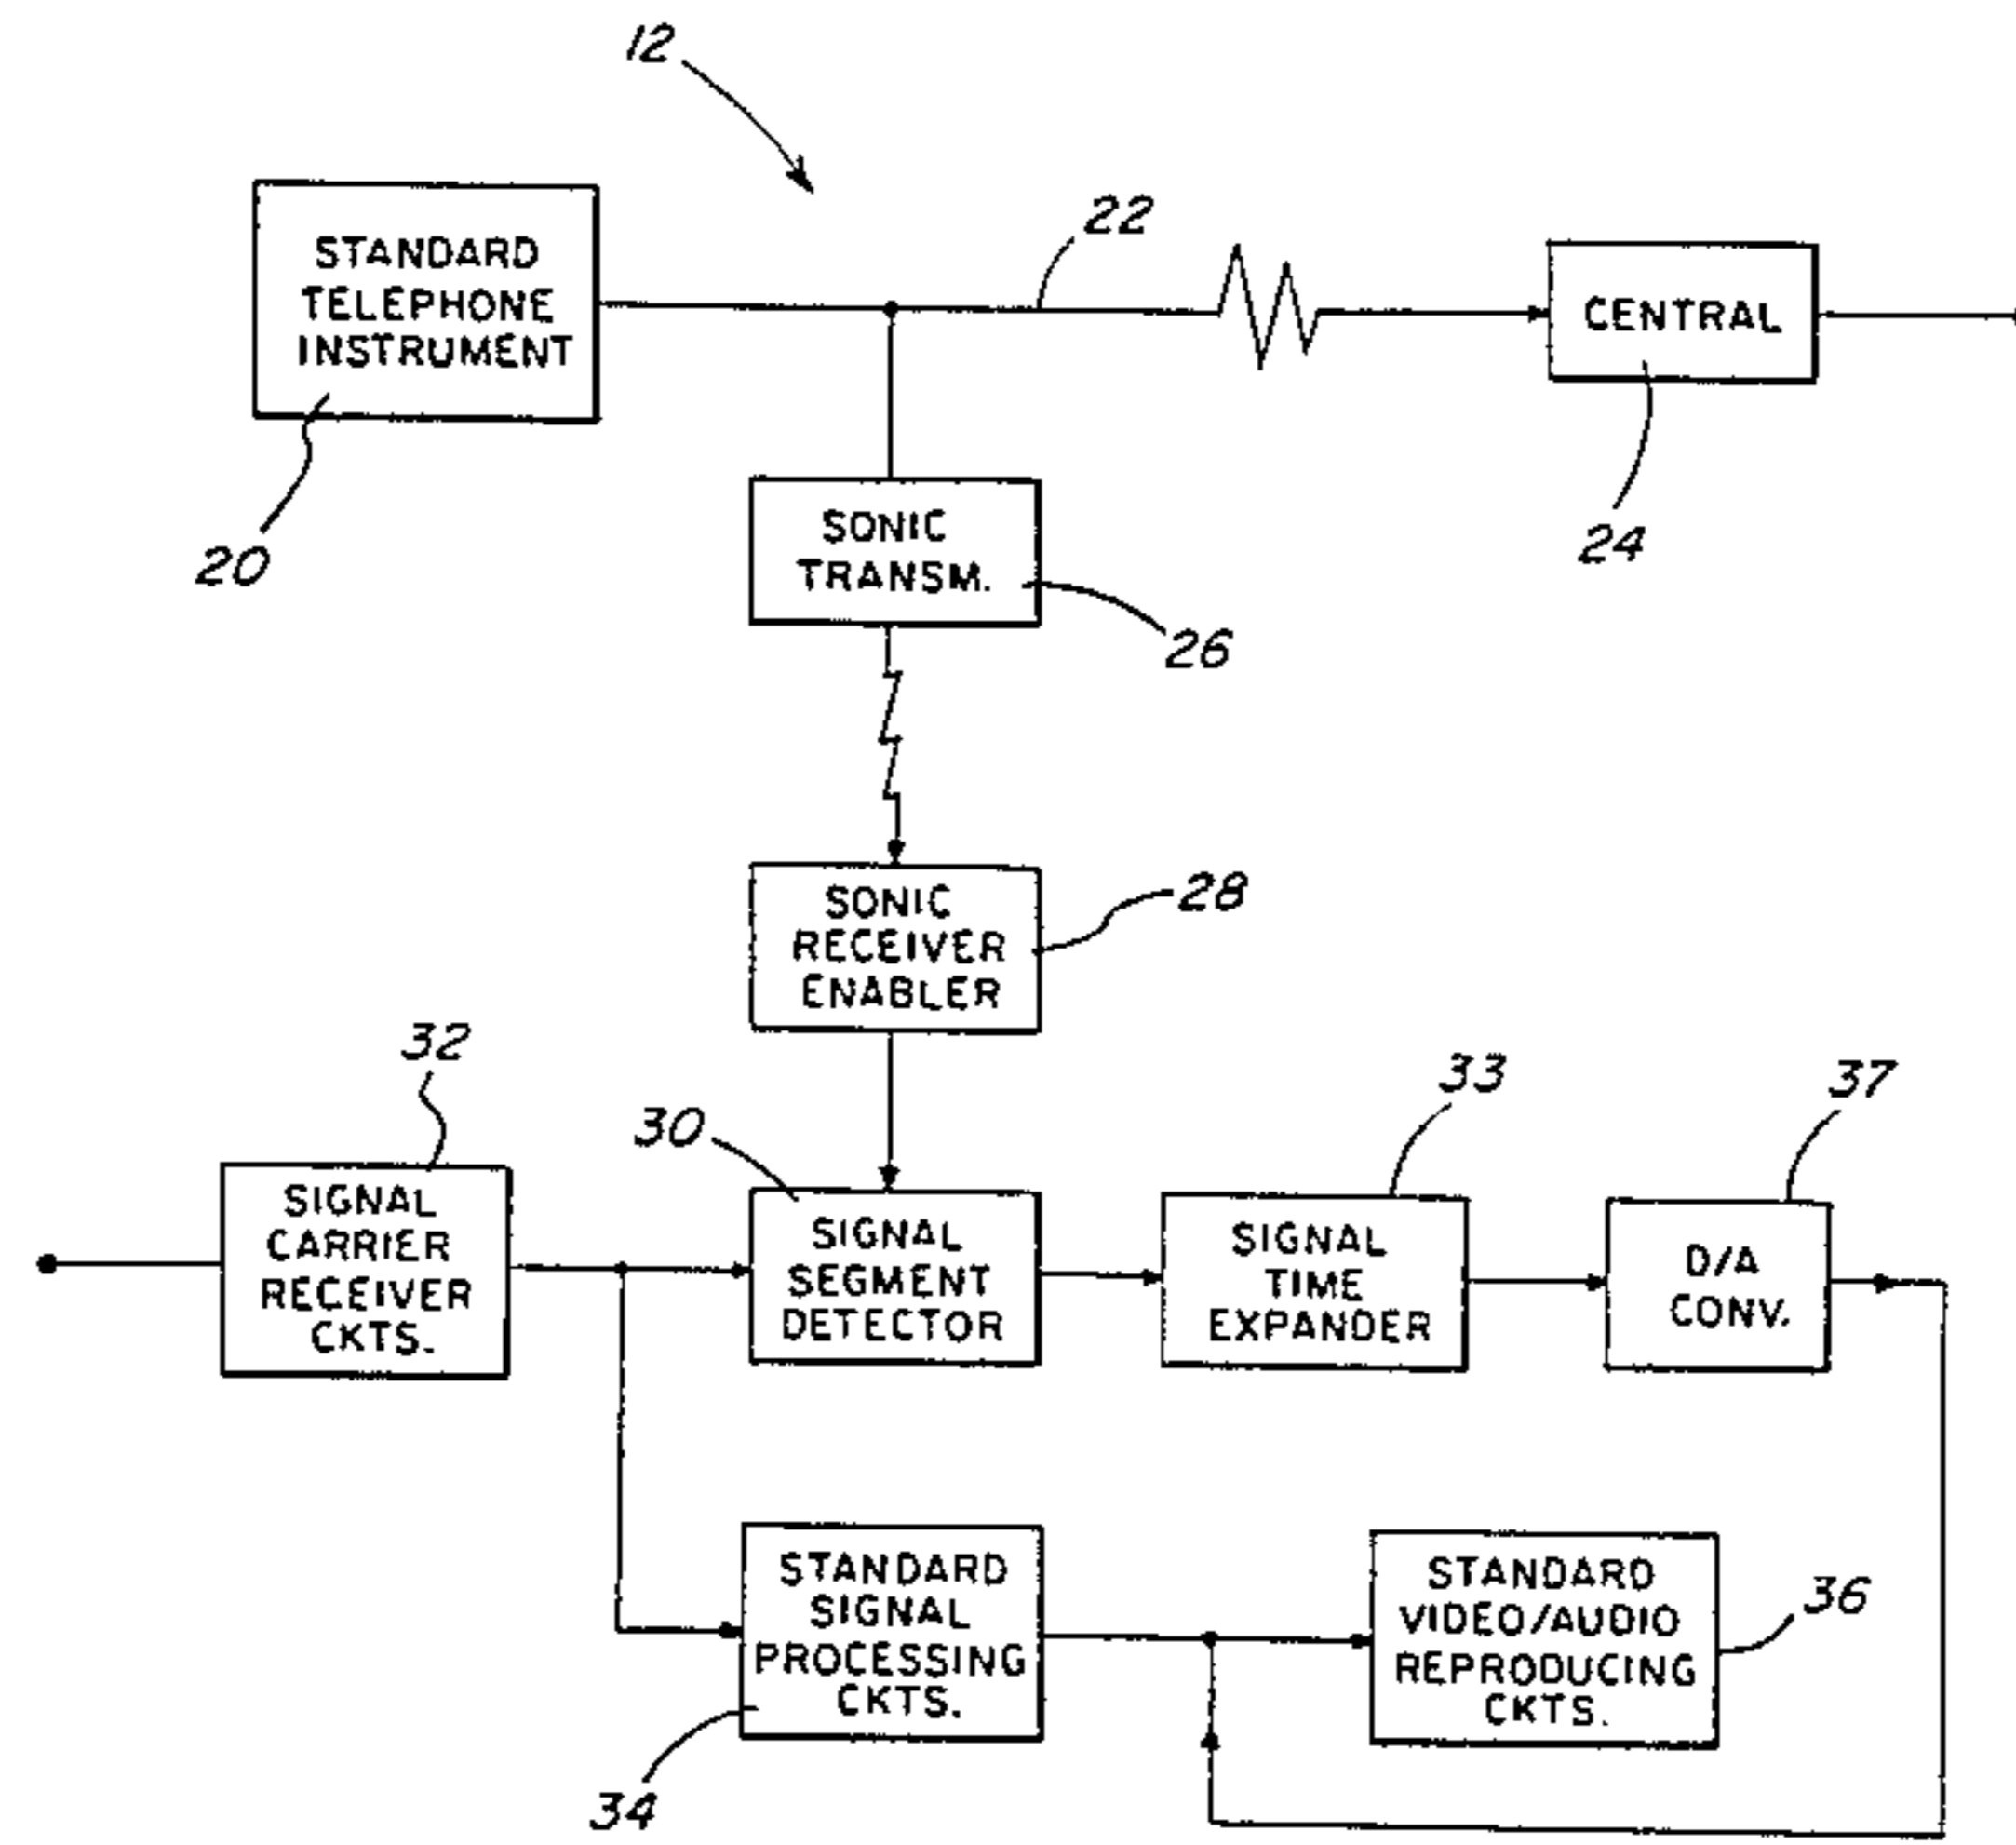 12
STANDARD
TELEPHONE
INSTRUMENT
20
22
CENTRAL
24
SONIC
TRANSM.
26
SONIC
RECEIVER
ENABLER
28
32
SIGNAL
CARRIER
RECEIVER
CKTS.
30
SIGNAL
SEGMENT
DETECTOR
33
SIGNAL
TIME
EXPANDER
37
D/A
CONV.
STANDARD
SIGNAL
PROCESSING
CKTS.
34
STANDARD
VIDEO/AUDIO
REPRODUCING
CKTS.
36